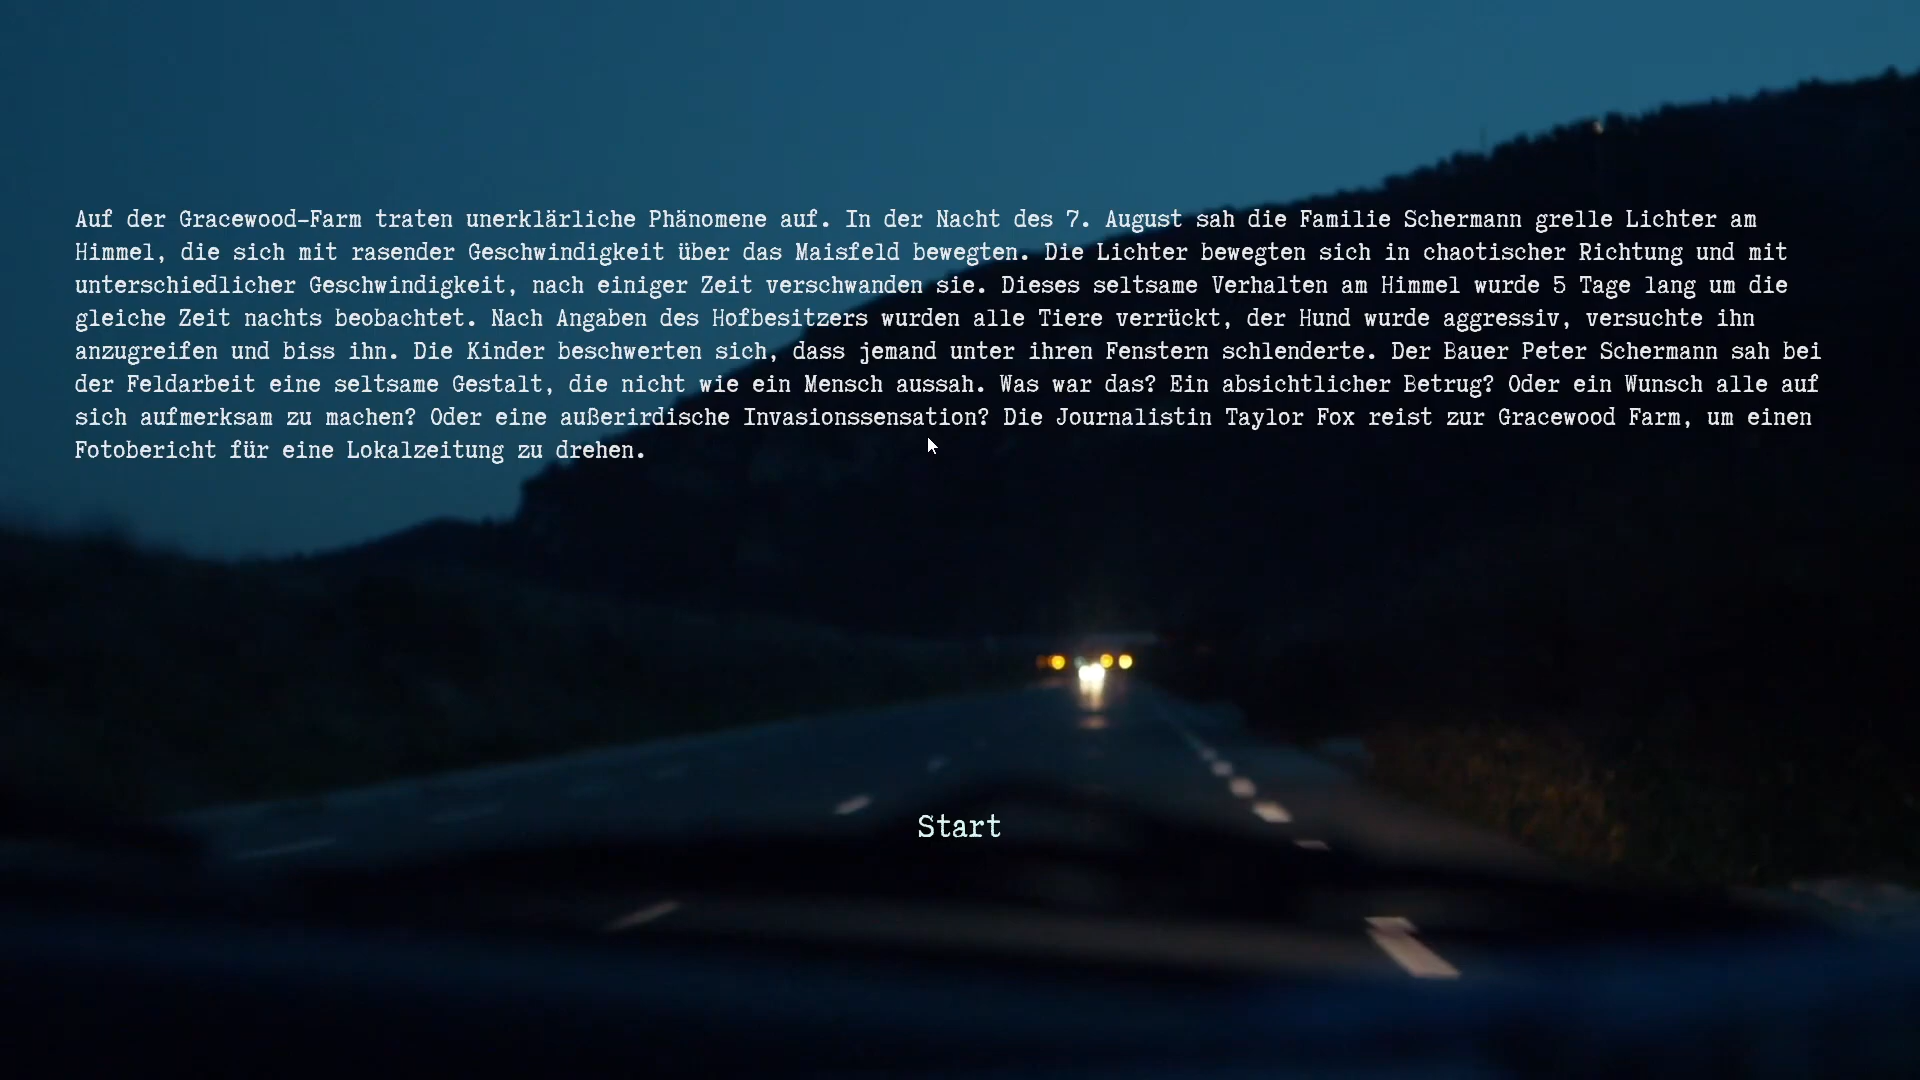 Auf der Gracewood-Farm traten unerklärliche Phänomene auf. In der Nacht des 7. August sah die Familie Schermann grelle Lichter am
Himmel, die sich mit rasender Geschwindigkeit über das Maisfeld bewegten. Die Lichter bewegten sich in chaotischer Richtung und mit
unterschiedlicher Geschwindigkeit, nach einiger Zeit verschwanden sie. Dieses seltsame Verhalten am Himmel wurde 5 Tage lang um die
gleiche Zeit nachts beobachtet. Nach Angaben des Hofbesitzers wurden alle Tiere verrückt, der Hund wurde aggressiv, versuchte ihn
anzugreifen und biss ihn. Die Kinder beschwerten sich, dass jemand unter ihren Fenstern schlenderte. Der Bauer Peter Schermann sah bei
der Feldarbeit eine seltsame Gestalt, die nicht wie ein Mensch aussah. Was war das? Ein absichtlicher Betrug? Oder ein Wunsch alle auf
sich aufmerksam zu machen? Oder eine außerirdische Invasionssensation? Die Journalistin Taylor Fox reist zur Gracewood Farm, um einen
Fotobericht für eine Lokalzeitung zu drehen.
Start